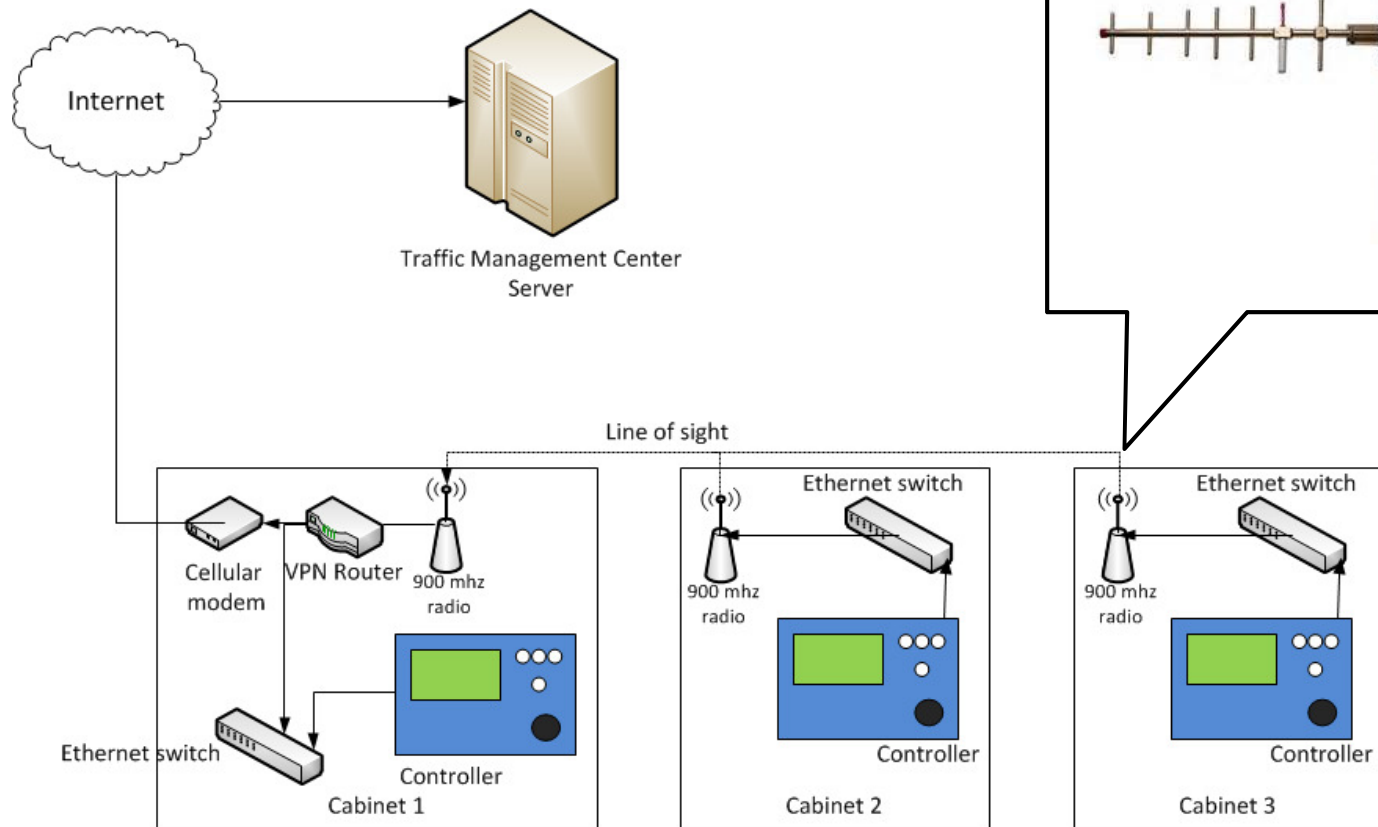 Internet
Traffic Management Center
Server
Line of sight
Cellular
modem
VPN Router
900 mhz
radio
Ethernet switch
Controller
Cabinet 1
Ethernet switch
900 mhz
radio
Controller
Cabinet 2
Ethernet switch
900 mhz
radio
Controller
Cabinet 3